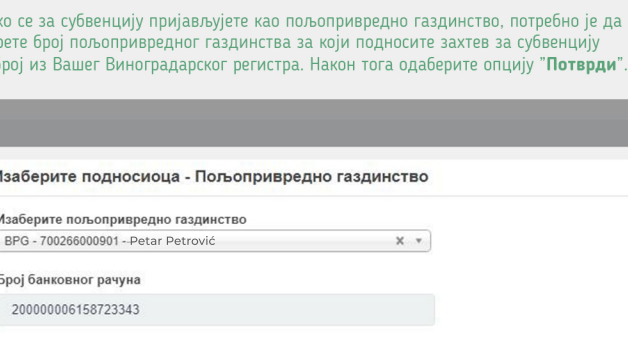 ко се за субвенцију пријављујете као пољопривредно газдинство, потребно је да
рете број пољопривредног газдинства за који подносите захтев за субвенцију
број из Вашег Виноградарског регистра. Након тога одаберите опцију "Потврди".
Изаберите подносиоца - Пољопривредно газдинство
Изаберите пољопривредно газдинство
BPG - 700266000901 - Petar Petrović
Број банковног рачуна
200000006158723343